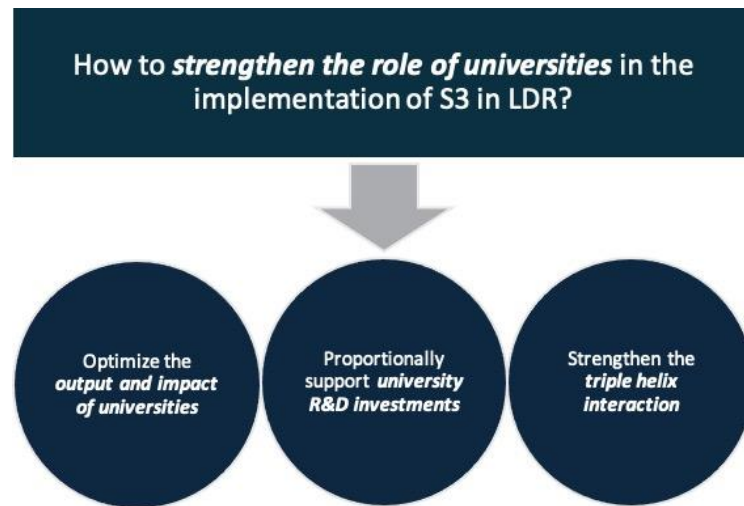 How to strengthen the role of universities in the
implementation of S3 in LDR?
Optimize the
output and impact
of universities
Proportionally
support university
R&D investments
Strengthen the
triple helix
interaction